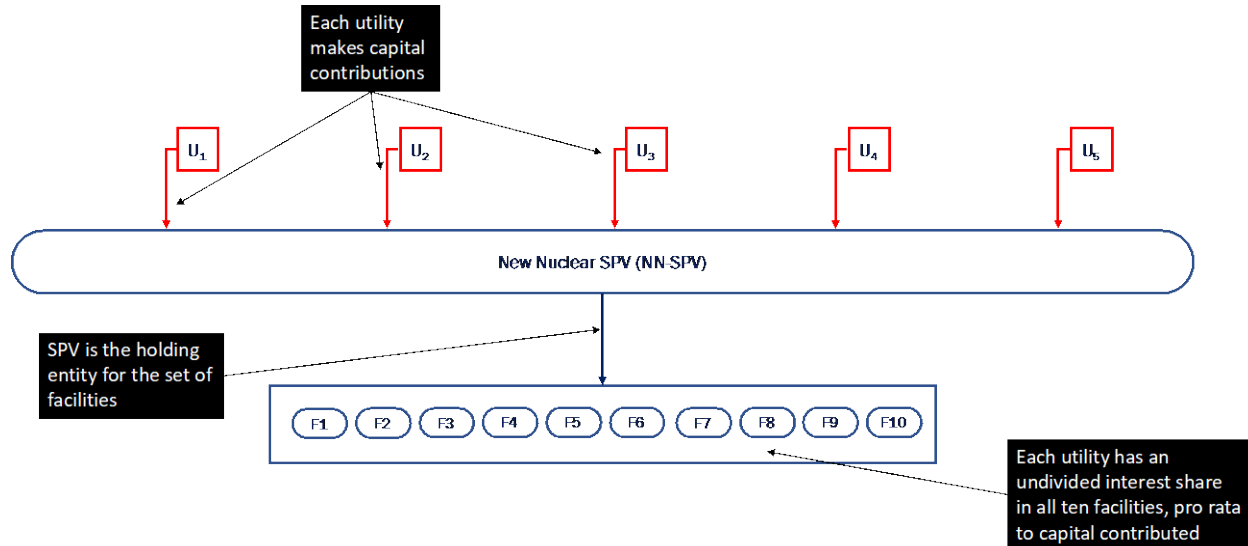 Each utility
makes capital
contributions
U₁
U₂
U₃
U₄
U₅
New Nuclear SPV (NN-SPV)
SPV is the holding
entity for the set of
facilities
F1 F2 F3 F4 F5 F6 F7 F8 F9 F10
Each utility has an
undivided interest share
in all ten facilities, pro rata
to capital contributed